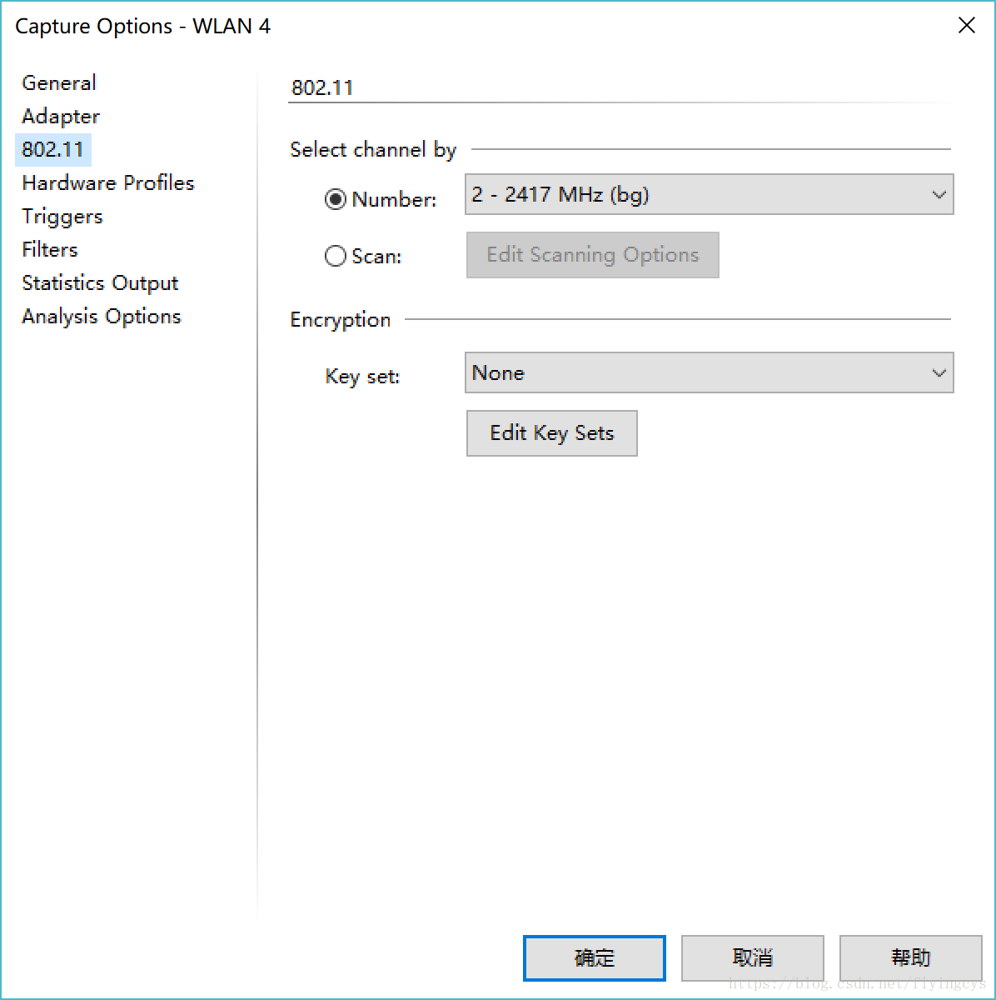 Capture Options - WLAN 4
General
Adapter
802.11
Hardware Profiles
Triggers
Filters
Statistics Output
Analysis Options
802.11
Select channel by
Number:
2 - 2417 MHz (bg)
Scan:
Edit Scanning Options
Encryption
Key set:
None
Edit Key Sets
确定
取消
帮助
https://blog.csdn.net/flyingcys